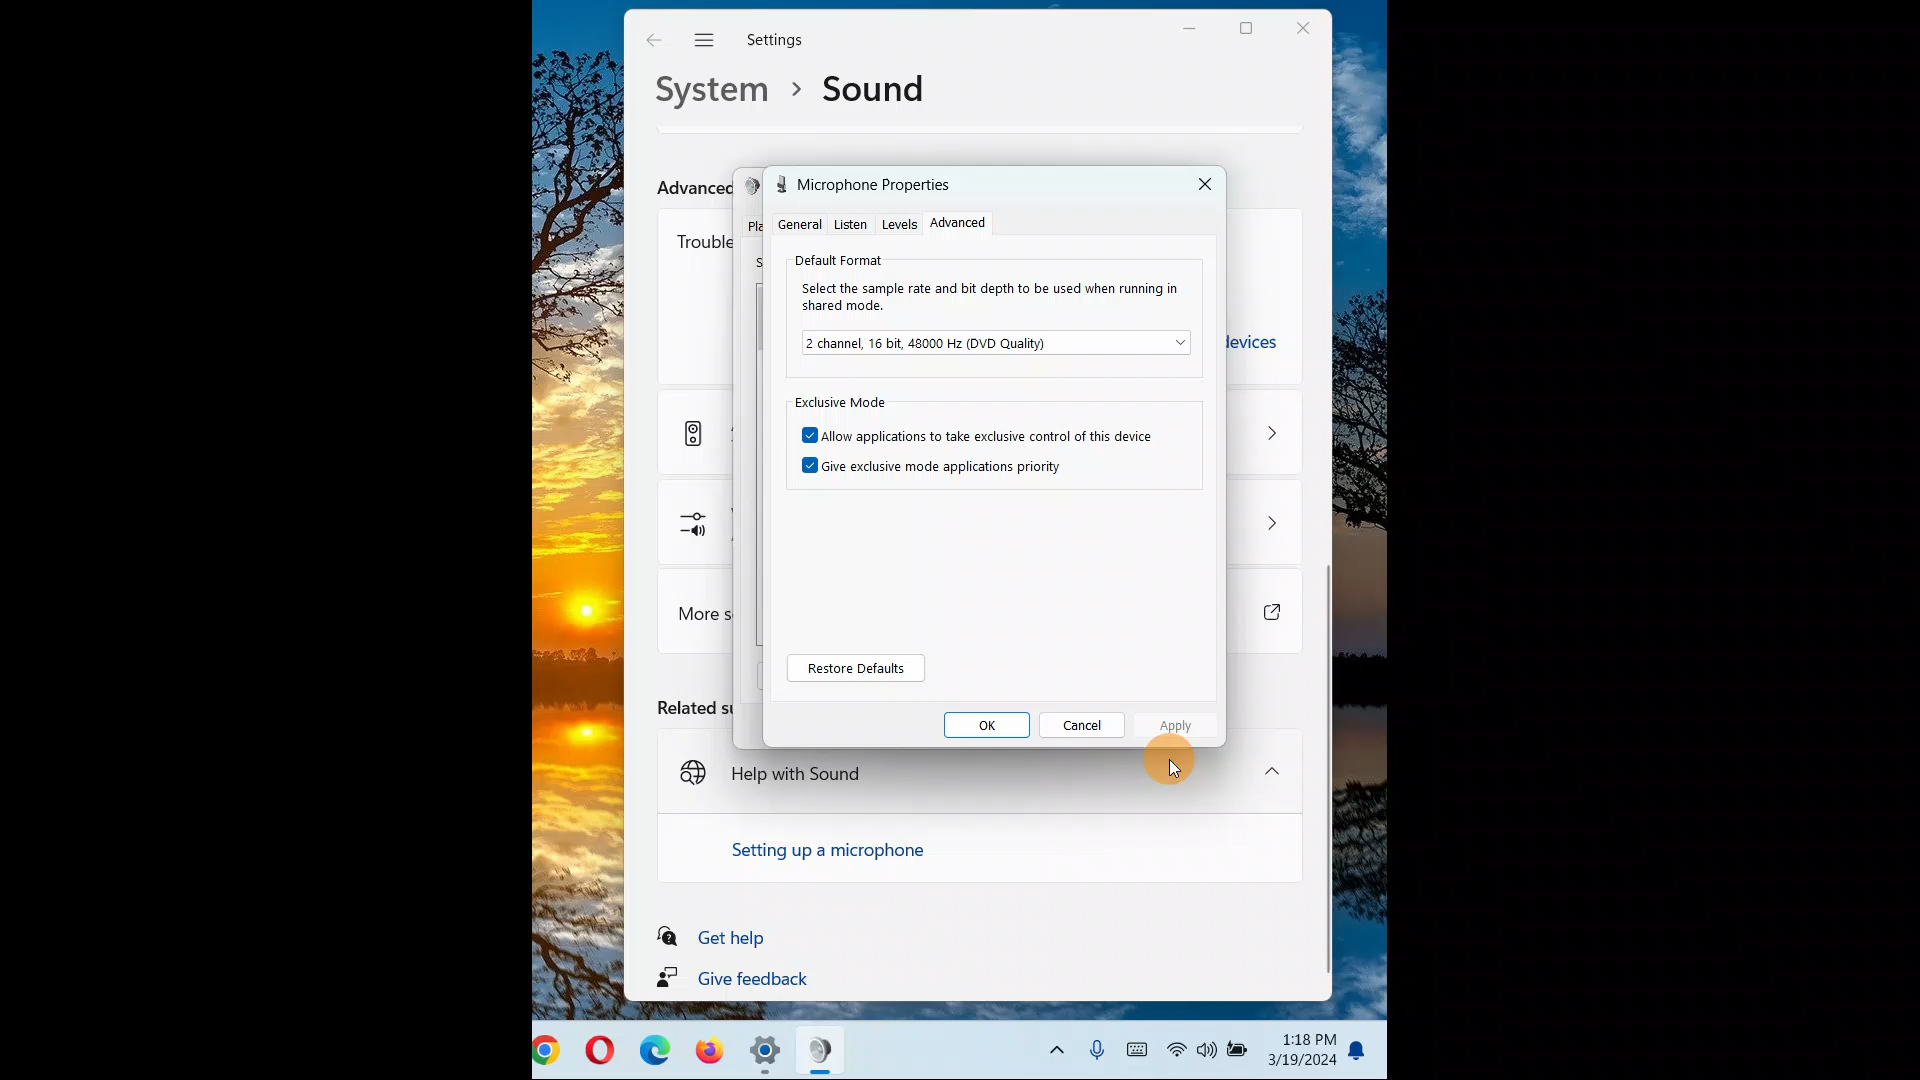 Settings
System > Sound
Advanced
Microphone Properties
Pla
General Listen Levels Advanced
Trouble
S
Default Format
Select the sample rate and bit depth to be used when running in
shared mode.
2 channel, 16 bit, 48000 Hz (DVD Quality)
devices
Exclusive Mode
Allow applications to take exclusive control of this device
Give exclusive mode applications priority
More s
Restore Defaults
Related su
OK Cancel Apply
Help with Sound
Setting up a microphone
Get help
Give feedback
1:18 PM
3/19/2024